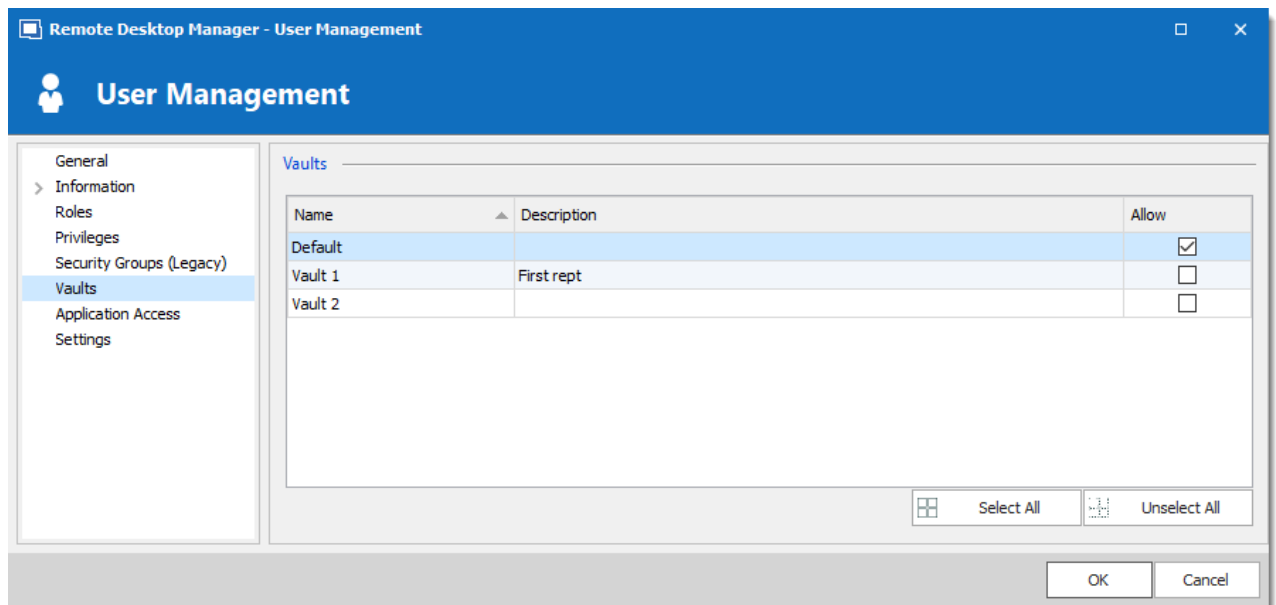 Remote Desktop Manager - User Management
User Management
General
Information
Roles
Privileges
Security Groups (Legacy)
Vaults
Application Access
Settings
Vaults
Name Description Allow
Default
Vault 1 First rept
Vault 2
Select All Unselect All
OK Cancel